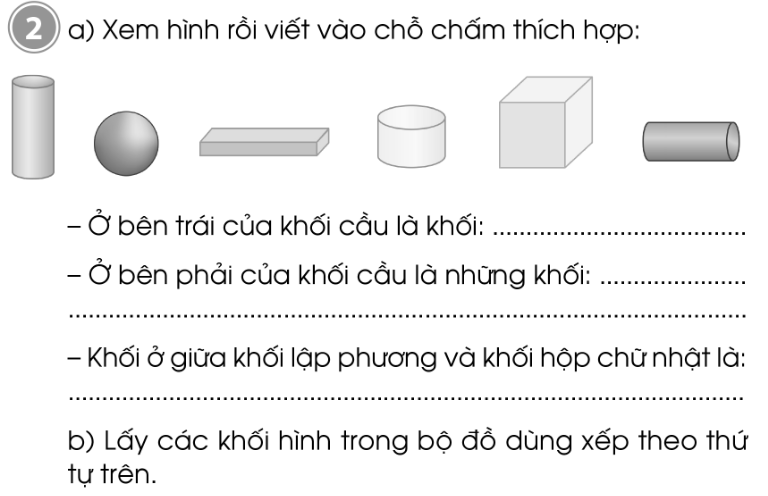 2 a) Xem hình rồi viết vào chỗ chấm thích hợp:
– Ở bên trái của khối cầu là khối: ......................................
– Ở bên phải của khối cầu là những khối: ......................
.....................................................................................................
– Khối ở giữa khối lập phương và khối hộp chữ nhật là:
.....................................................................................................
b) Lấy các khối hình trong bộ đồ dùng xếp theo thứ
tự trên.